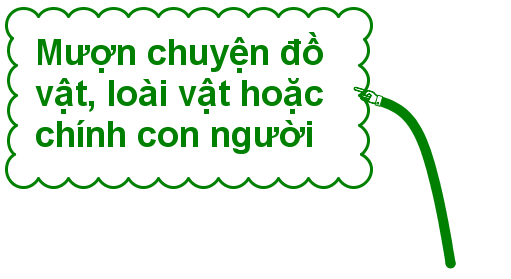 Mượn chuyện đồ
vật, loài vật hoặc
chính con người